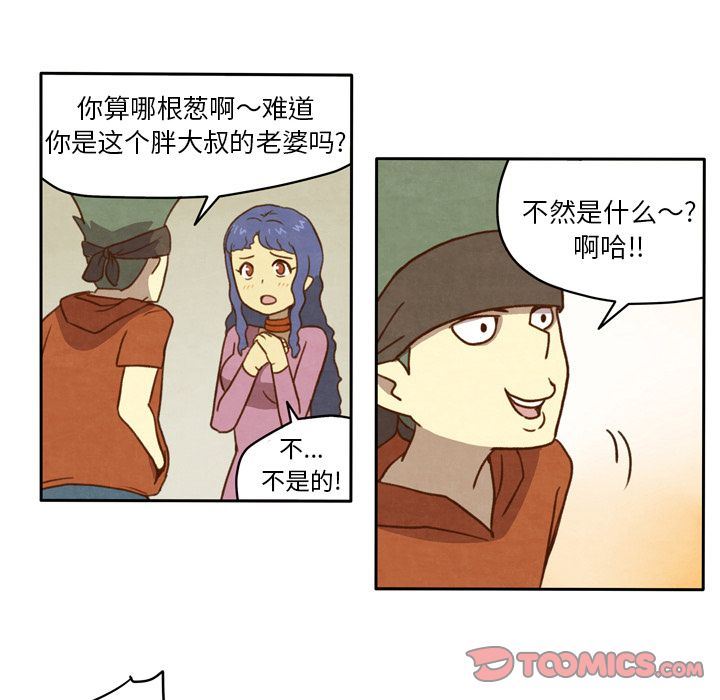 你算哪根葱啊～难道
你是这个胖大叔的老婆吗?
不...
不是的!
不然是什么～?
啊哈!!
TOOMICS.COM